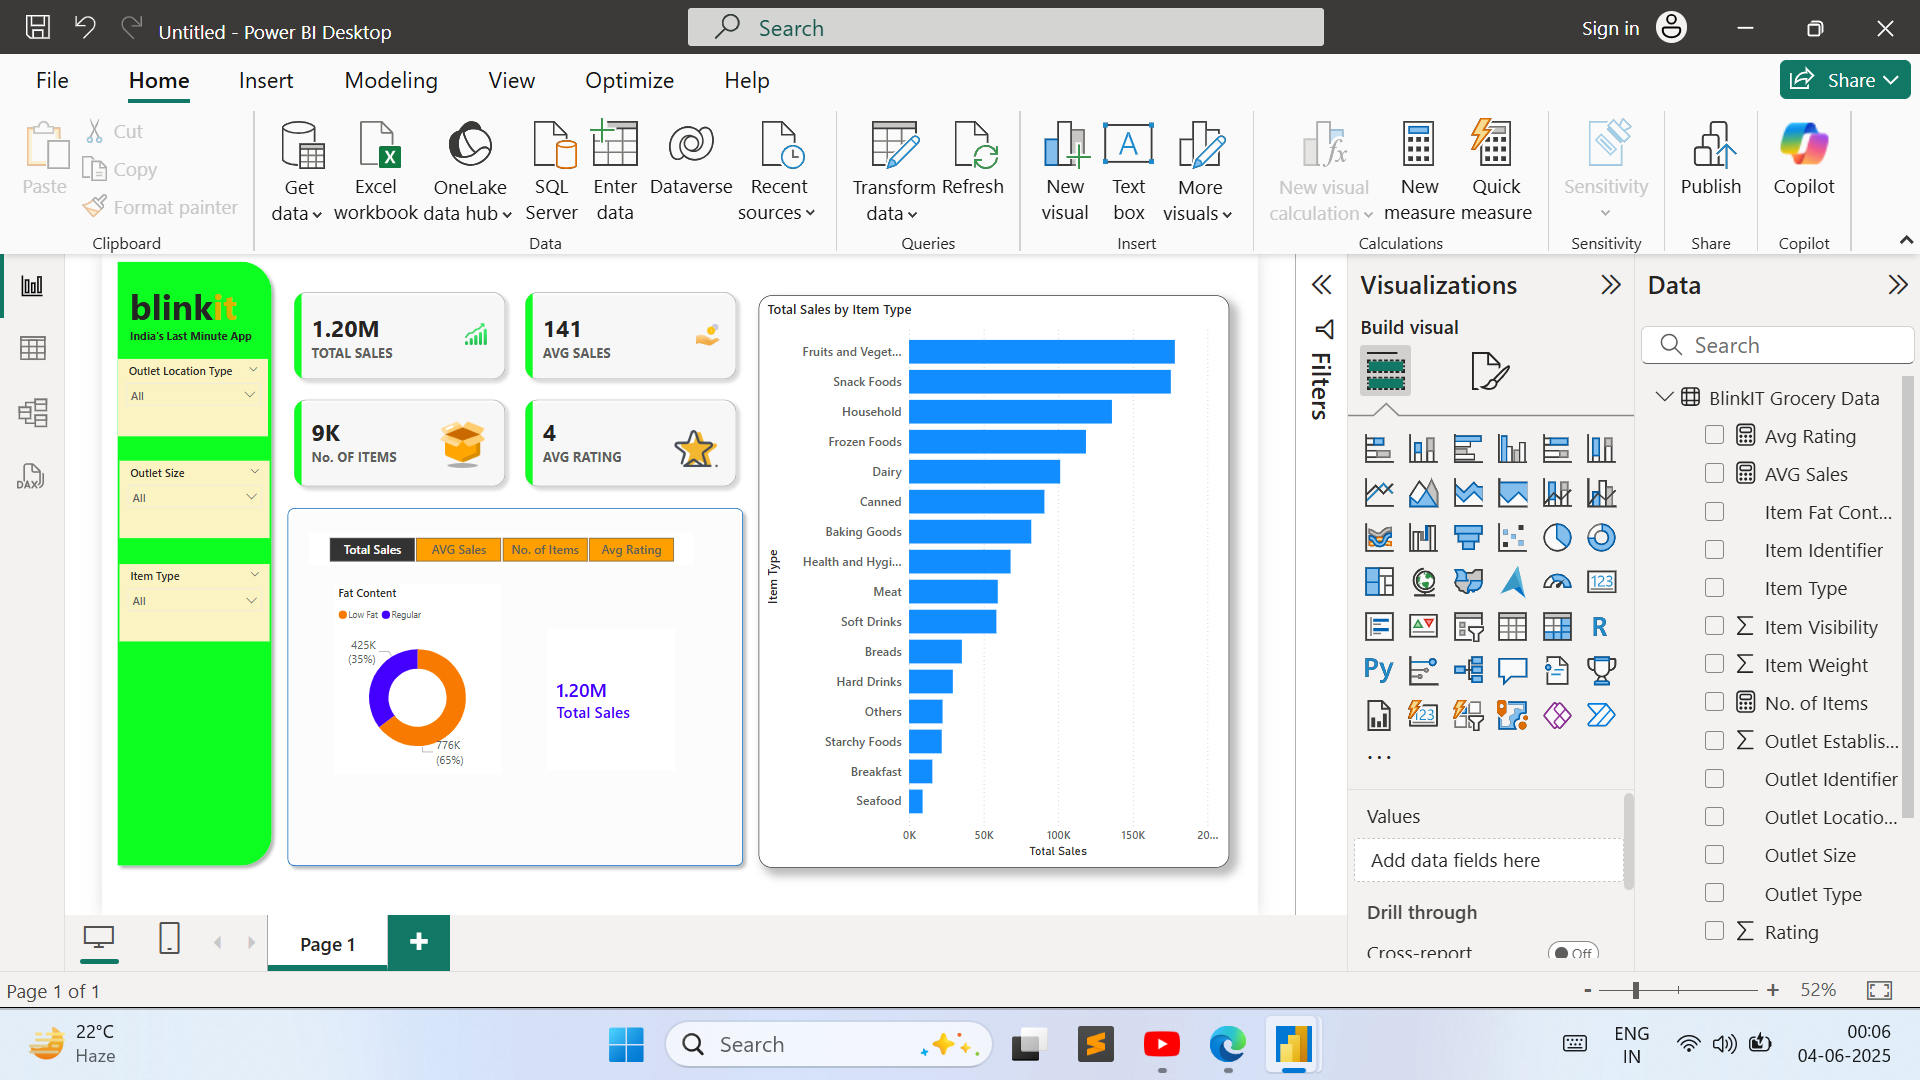 Untitled - Power BI Desktop
Search
Sign in
File
Home
Insert
Modeling
View
Optimize
Help
Share
Paste
Cut
Copy
Format painter
Clipboard
Get data
Excel workbook
OneLake data hub
SQL Server
Enter data
Dataverse
Recent sources
Data
Transform data
Refresh
Queries
New visual
Text box
More visuals
Insert
New visual calculation
New measure
Quick measure
Calculations
Sensitivity
Sensitivity
Publish
Share
Copilot
Copilot
DAX
blinkit
India's Last Minute App
Outlet Location Type
All
Outlet Size
All
Item Type
All
1.20M
TOTAL SALES
141
AVG SALES
9K
No. OF ITEMS
4
AVG RATING
Total Sales
AVG Sales
No. of Items
Avg Rating
Fat Content
Low Fat
Regular
425K
(35%)
776K
(65%)
1.20M
Total Sales
Total Sales by Item Type
Item Type
Fruits and Veget...
Snack Foods
Household
Frozen Foods
Dairy
Canned
Baking Goods
Health and Hygi...
Meat
Soft Drinks
Breads
Hard Drinks
Others
Starchy Foods
Breakfast
Seafood
0K
50K
100K
150K
20...
Total Sales
Filters
Visualizations
Build visual
123
R
Py
123
...
Values
Add data fields here
Drill through
Cross-report
Off
Data
Search
BlinkIT Grocery Data
Avg Rating
AVG Sales
Item Fat Cont...
Item Identifier
Item Type
Item Visibility
Item Weight
No. of Items
Outlet Establis...
Outlet Identifier
Outlet Locatio...
Outlet Size
Outlet Type
Rating
Page 1
Page 1 of 1
52%
22°C
Haze
Search
ENG
IN
00:06
04-06-2025